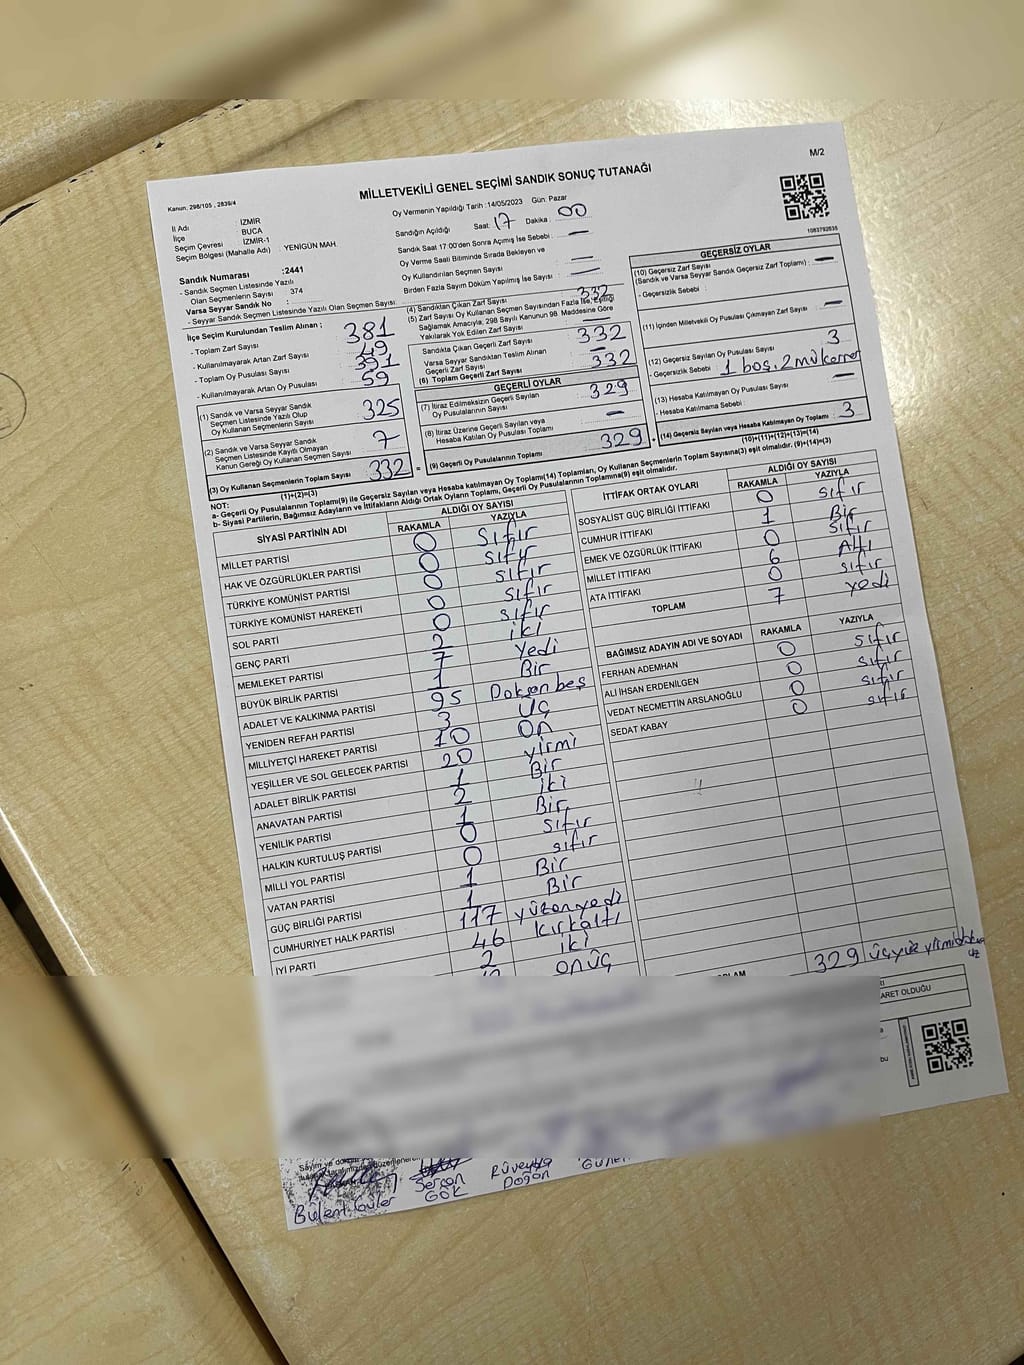 M/2
MİLLETVEKİLİ GENEL SEÇİMİ SANDIK SONUÇ TUTANAĞI
Kanun: 298/105 , 2839/4
Oy Vermenin Yapıldığı Tarih :14/05/2023 Gün: Pazar
İl Adı : İZMİR
İlçe : BUCA
Seçim Çevresi : İZMİR-1
Seçim Bölgesi (Mahalle Adı) : YENİGÜN MAH.
Sandığın Açıldığı Saat: 17 Dakika : 00
Sandık Saat 17:00'den Sonra Açılmış İse Sebebi : —
Oy Verme Saati Bitiminde Sırada Bekleyen ve
Oy Kullandırılan Seçmen Sayısı —
Birden Fazla Sayım Döküm Yapılmış İse Sayısı : —
1083792635
Sandık Numarası :2441
- Sandık Seçmen Listesinde Yazılı
Olan Seçmenlerin Sayısı : 374
Varsa Seyyar Sandık No :
- Seyyar Sandık Seçmen Listesinde Yazılı Olan Seçmen Sayısı:
İlçe Seçim Kurulundan Teslim Alınan ;
- Toplam Zarf Sayısı : 381
- Kullanılmayarak Artan Zarf Sayısı : 49
- Toplam Oy Pusulası Sayısı : 391
- Kullanılmayarak Artan Oy Pusulası : 59
(1) Sandık ve Varsa Seyyar Sandık
Seçmen Listesinde Yazılı Olup
Oy Kullanan Seçmenlerin Sayısı : 325
(2) Sandık ve Varsa Seyyar Sandık
Seçmen Listesinde Kayıtlı Olmayan
Kanun Gereği Oy Kullanan Seçmen Sayısı : 7
(3) Oy Kullanan Seçmenlerin Toplam Sayısı : 332
(1)+(2)=(3)
(4) Sandıktan Çıkan Zarf Sayısı : 332
(5) Zarf Sayısı Oy Kullanan Seçmen Sayısından Fazla İse, Eşitliği
Sağlamak Amacıyla, 298 Sayılı Kanunun 98. Maddesine Göre
Yakılarak Yok Edilen Zarf Sayısı : —
Sandıkta Çıkan Geçerli Zarf Sayısı : 332
Varsa Seyyar Sandıktan Teslim Alınan
Geçerli Zarf Sayısı : —
(6) Toplam Geçerli Zarf Sayısı : 332
GEÇERLİ OYLAR
(7) İtiraz Edilmeksizin Geçerli Sayılan
Oy Pusulalarının Sayısı : 329
(8) İtiraz Üzerine Geçerli Sayılan veya
Hesaba Katılan Oy Pusulası Toplamı : —
(9) Geçerli Oy Pusulalarının Toplamı : 329
GEÇERSİZ OYLAR
(10) Geçersiz Zarf Sayısı
(Sandık ve Varsa Seyyar Sandık Geçersiz Zarf Toplamı) : —
- Geçersizlik Sebebi :
(11) İçinden Milletvekili Oy Pusulası Çıkmayan Zarf Sayısı : —
(12) Geçersiz Sayılan Oy Pusulası Sayısı : 3
- Geçersizlik Sebebi : 1 boş, 2 mükerrer
(13) Hesaba Katılmayan Oy Pusulası Sayısı : —
- Hesaba Katılmama Sebebi :
(14) Geçersiz Sayılan veya Hesaba Katılmayan Oy Toplamı : 3
(10)+(11)+(12)+(13)=(14)
NOT:
a- Geçerli Oy Pusulalarının Toplamı(9) ile Geçersiz Sayılan veya Hesaba katılmayan Oy Toplamı(14) Toplamları, Oy Kullanan Seçmenlerin Toplam Sayısına(3) eşit olmalıdır. (9)+(14)=(3)
b- Siyasi Partilerin, Bağımsız Adayların ve İttifakların Aldığı Ortak Oyların Toplamı, Geçerli Oy Pusulalarının Toplamına(9) eşit olmalıdır.
SİYASİ PARTİNİN ADI ALDIĞI OY SAYISI
RAKAMLA YAZIYLA
MİLLET PARTİSİ 0 Sıfır
HAK VE ÖZGÜRLÜKLER PARTİSİ 0 Sıfır
TÜRKİYE KOMÜNİST PARTİSİ 0 Sıfır
TÜRKİYE KOMÜNİST HAREKETİ 0 Sıfır
SOL PARTİ 0 Sıfır
GENÇ PARTİ 2 iki
MEMLEKET PARTİSİ 7 Yedi
BÜYÜK BİRLİK PARTİSİ 1 Bir
ADALET VE KALKINMA PARTİSİ 95 Doksanbeş
YENİDEN REFAH PARTİSİ 3 Üç
MİLLİYETÇİ HAREKET PARTİSİ 10 On
YEŞİLLER VE SOL GELECEK PARTİSİ 20 Yirmi
ADALET BİRLİK PARTİSİ 1 Bir
ANAVATAN PARTİSİ 2 iki
YENİLİK PARTİSİ 1 Bir
HALKIN KURTULUŞ PARTİSİ 0 Sıfır
MİLLİ YOL PARTİSİ 0 sıfır
VATAN PARTİSİ 1 Bir
GÜÇ BİRLİĞİ PARTİSİ 1 Bir
CUMHURİYET HALK PARTİSİ 117 yüzonyedi
İYİ PARTİ 46 kırkaltı
2 iki
onüç
İTTİFAK ORTAK OYLARI ALDIĞI OY SAYISI
RAKAMLA YAZIYLA
SOSYALİST GÜÇ BİRLİĞİ İTTİFAKI 0 Sıfır
CUMHUR İTTİFAKI 1 Bir
EMEK VE ÖZGÜRLÜK İTTİFAKI 0 Sıfır
MİLLET İTTİFAKI 6 Altı
ATA İTTİFAKI 0 sıfır
TOPLAM 7 yedi
BAĞIMSIZ ADAYIN ADI VE SOYADI RAKAMLA YAZIYLA
FERHAN ADEMHAN 0 sıfır
ALİ İHSAN ERDENİLGEN 0 sıfır
VEDAT NECMETTİN ARSLANOĞLU 0 sıfır
SEDAT KABAY 0 sıfır
329 üçyüzyirmidokuz
ARET OLDUĞU
Sayım ve döküm
Bülent Güler
Sercan GÖK
Rüveyda Doğan